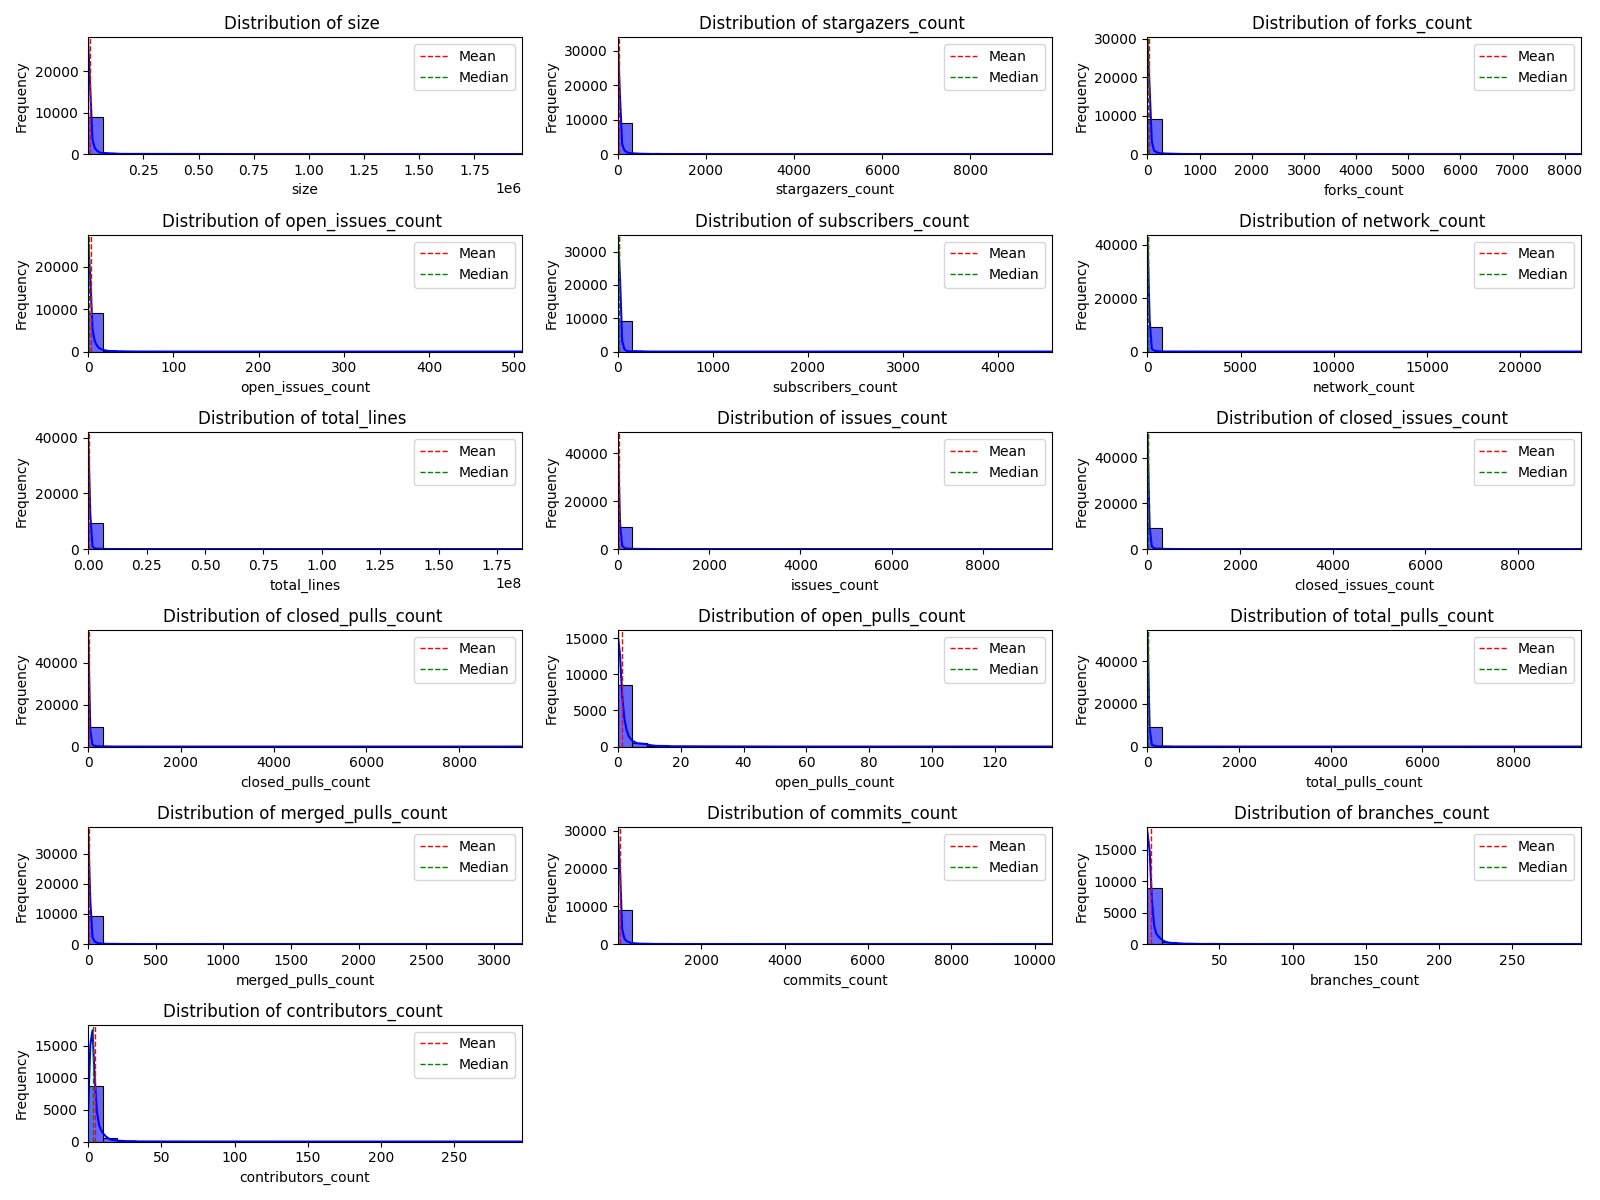 Distribution of size
Frequency
20000
10000
0
Mean
Median
0.25 0.50 0.75 1.00 1.25 1.50 1.75
1e6
size
Distribution of stargazers_count
Frequency
30000
20000
10000
0
Mean
Median
0 2000 4000 6000 8000
stargazers_count
Distribution of forks_count
Frequency
30000
20000
10000
0
Mean
Median
0 1000 2000 3000 4000 5000 6000 7000 8000
forks_count
Distribution of open_issues_count
Frequency
20000
10000
0
Mean
Median
0 100 200 300 400 500
open_issues_count
Distribution of subscribers_count
Frequency
30000
20000
10000
0
Mean
Median
0 1000 2000 3000 4000
subscribers_count
Distribution of network_count
Frequency
40000
20000
0
Mean
Median
0 5000 10000 15000 20000
network_count
Distribution of total_lines
Frequency
40000
20000
0
Mean
Median
0.00 0.25 0.50 0.75 1.00 1.25 1.50 1.75
1e8
total_lines
Distribution of issues_count
Frequency
40000
20000
0
Mean
Median
0 2000 4000 6000 8000
issues_count
Distribution of closed_issues_count
Frequency
40000
20000
0
Mean
Median
0 2000 4000 6000 8000
closed_issues_count
Distribution of closed_pulls_count
Frequency
40000
20000
0
Mean
Median
0 2000 4000 6000 8000
closed_pulls_count
Distribution of open_pulls_count
Frequency
15000
10000
5000
0
Mean
Median
0 20 40 60 80 100 120
open_pulls_count
Distribution of total_pulls_count
Frequency
40000
20000
0
Mean
Median
0 2000 4000 6000 8000
total_pulls_count
Distribution of merged_pulls_count
Frequency
30000
20000
10000
0
Mean
Median
0 500 1000 1500 2000 2500 3000
merged_pulls_count
Distribution of commits_count
Frequency
30000
20000
10000
0
Mean
Median
2000 4000 6000 8000 10000
commits_count
Distribution of branches_count
Frequency
15000
10000
5000
0
Mean
Median
50 100 150 200 250
branches_count
Distribution of contributors_count
Frequency
15000
10000
5000
0
Mean
Median
0 50 100 150 200 250
contributors_count